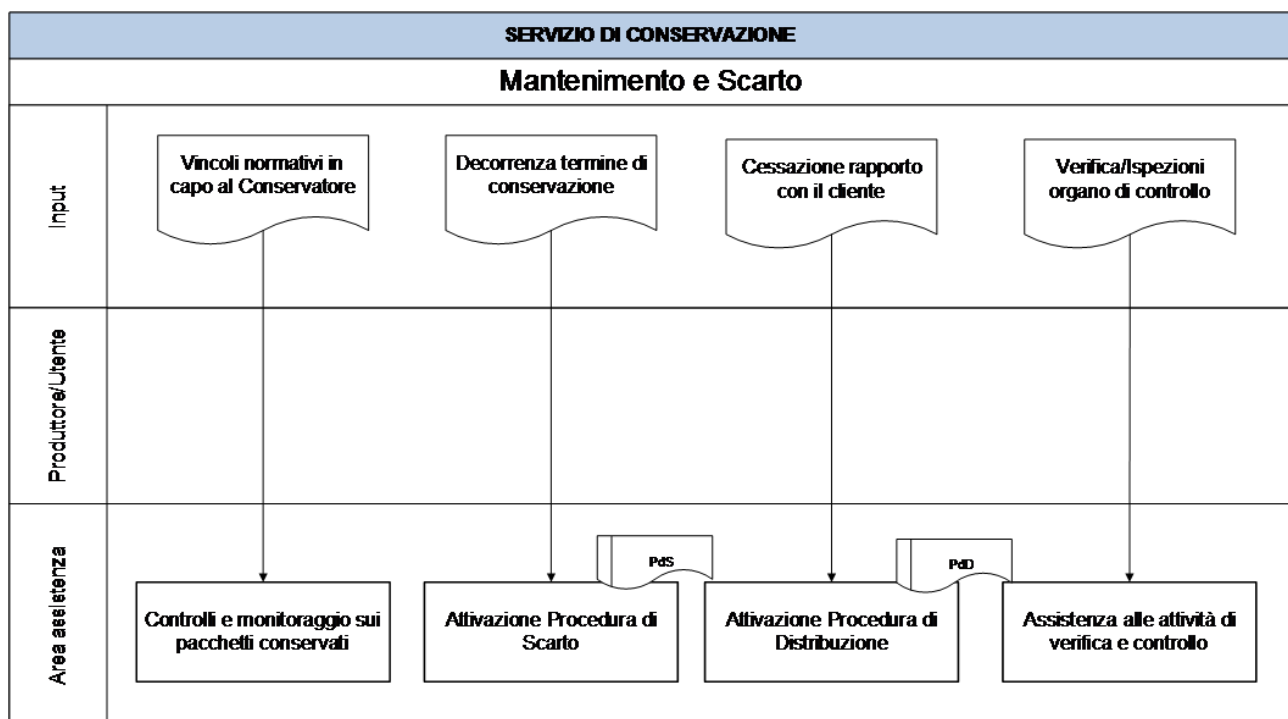 SERVIZIO DI CONSERVAZIONE
Mantenimento e Scarto
Input
Vincoli normativi in
capo al Conservatore
Decorrenza termine di
conservazione
Cessazione rapporto
con il cliente
Verifica/Ispezioni
organo di controllo
Produttore/Utente
Area assistenza
PdS
PdD
Controlli e monitoraggio sui
pacchetti conservati
Attivazione Procedura di
Scarto
Attivazione Procedura di
Distribuzione
Assistenza alle attività di
verifica e controllo